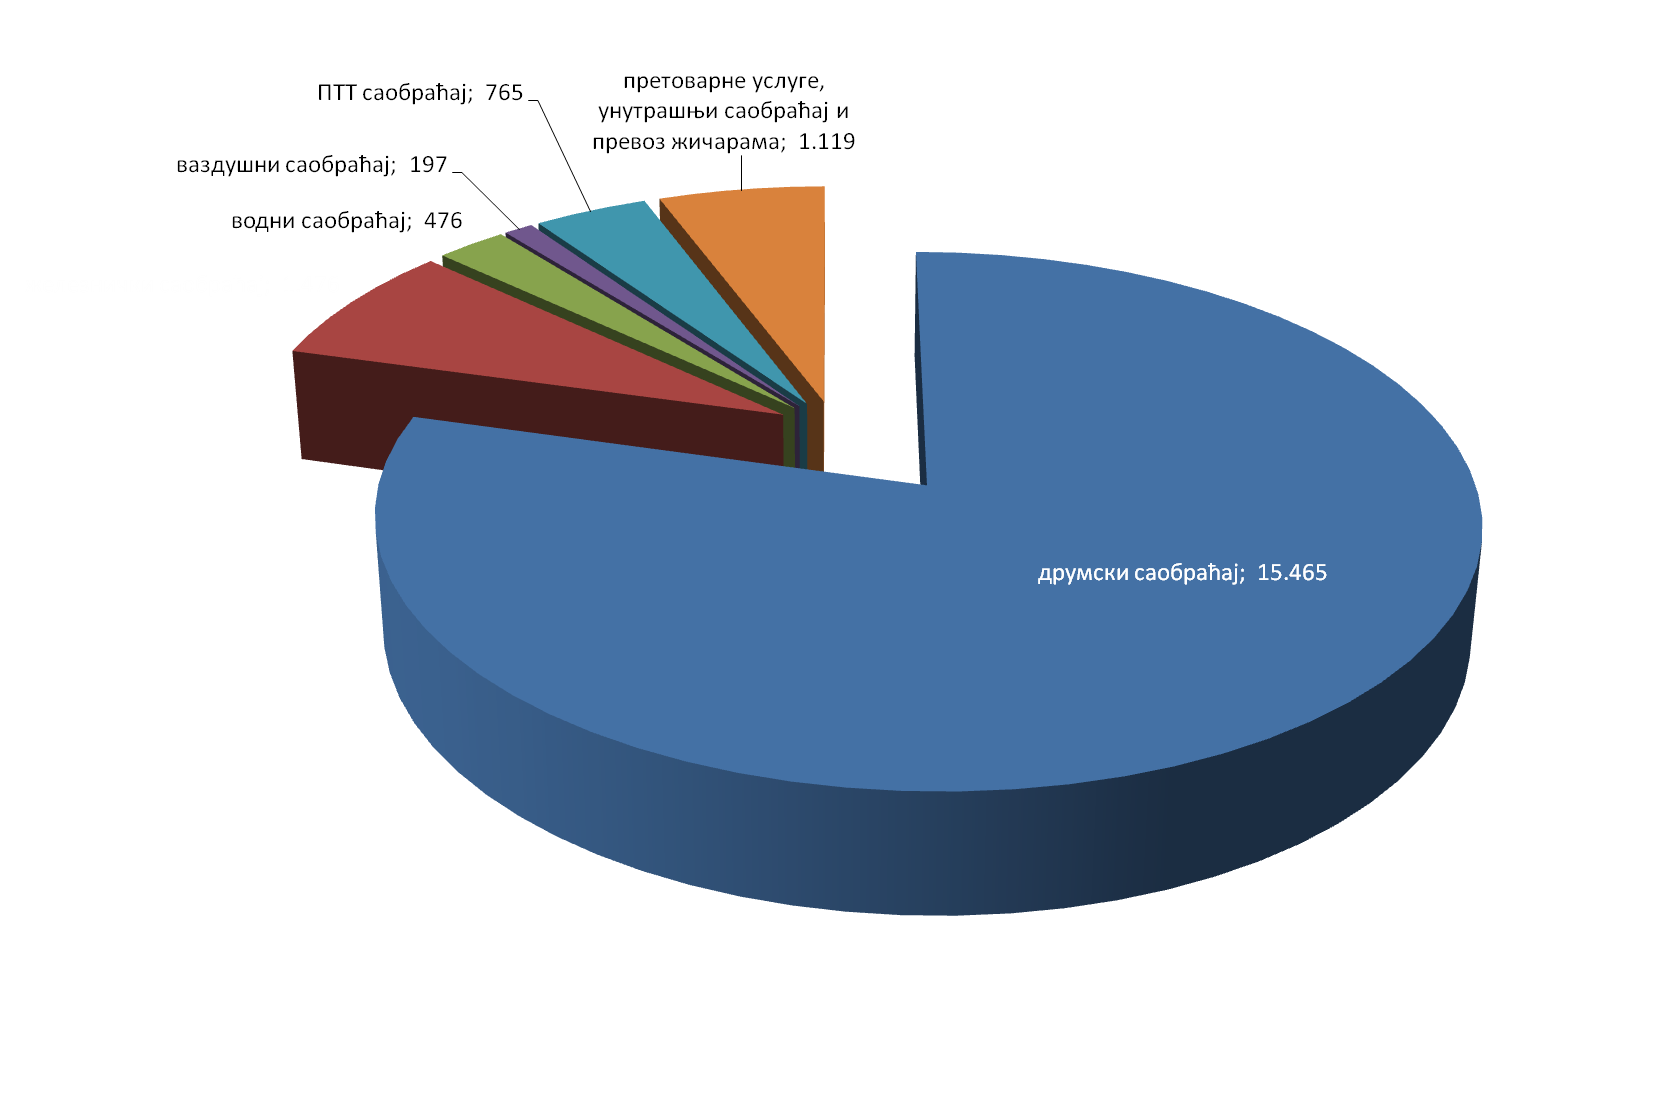 претоварне услуге,
унутрашњи саобраћај и
превоз жичарама;  1.119
ПТТ саобраћај;  765
ваздушни саобраћај;  197
водни саобраћај;  476
друмски саобраћај;  15.465